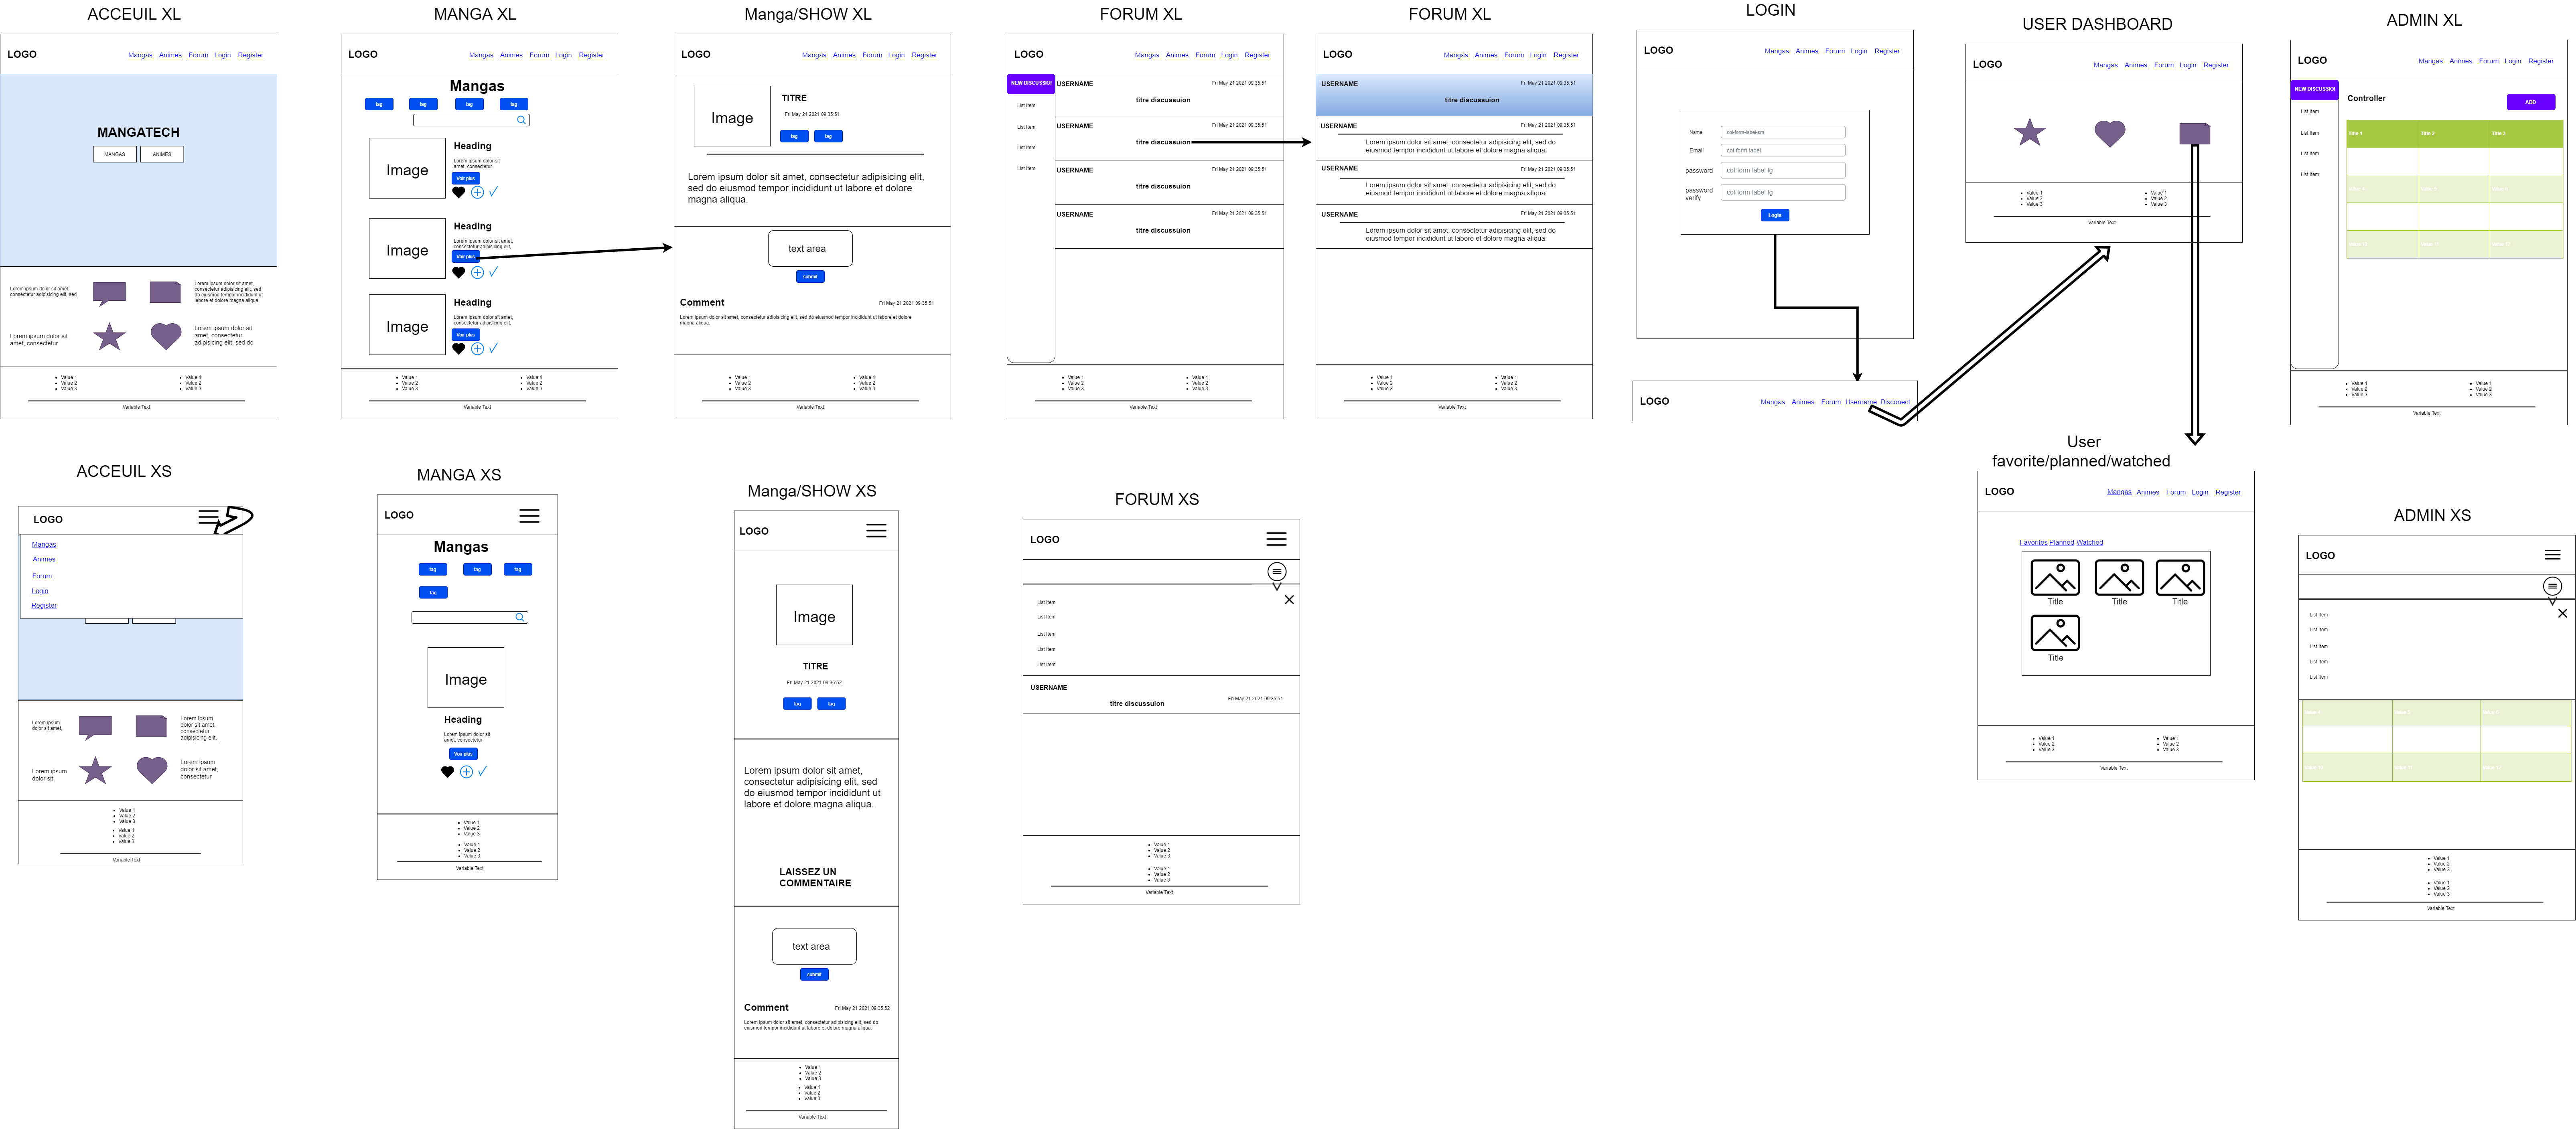 ACCEUIL XL
LOGO
Mangas Animes Forum Login Register
MANGATECH
MANGAS ANIMES
Lorem ipsum dolor sit amet,
consectetur adipisicing elit, sed
Lorem ipsum dolor sit amet,
consectetur adipisicing elit, sed
do eiusmod tempor incididunt ut
labore et dolore magna aliqua.
Lorem ipsum dolor sit
amet, consectetur
Lorem ipsum dolor sit
amet, consectetur
adipisicing elit, sed do
Value 1
Value 2
Value 3
Value 1
Value 2
Value 3
Variable Text
MANGA XL
LOGO
Mangas Animes Forum Login Register
Mangas
tag tag tag tag
Image
Heading
Lorem ipsum dolor sit
amet, consectetur
Voir plus
Image
Heading
Lorem ipsum dolor sit amet,
consectetur adipisicing elit.
Voir plus
Image
Heading
Lorem ipsum dolor sit amet,
consectetur adipisicing elit.
Voir plus
Value 1
Value 2
Value 3
Value 1
Value 2
Value 3
Variable Text
Manga/SHOW XL
LOGO
Mangas Animes Forum Login Register
Image
TITRE
Fri May 21 2021 09:35:51
tag tag
Lorem ipsum dolor sit amet, consectetur adipisicing elit,
sed do eiusmod tempor incididunt ut labore et dolore
magna aliqua.
text area
submit
Comment
Fri May 21 2021 09:35:51
Lorem ipsum dolor sit amet, consectetur adipisicing elit, sed do eiusmod tempor incididunt ut labore et dolore
magna aliqua.
Value 1
Value 2
Value 3
Value 1
Value 2
Value 3
Variable Text
FORUM XL
LOGO
Mangas Animes Forum Login Register
NEW DISCUSSIO!
List Item
List Item
List Item
List Item
USERNAME
Fri May 21 2021 09:35:51
titre discussuion
USERNAME
Fri May 21 2021 09:35:51
titre discussuion
USERNAME
Fri May 21 2021 09:35:51
titre discussuion
USERNAME
Fri May 21 2021 09:35:51
titre discussuion
Value 1
Value 2
Value 3
Value 1
Value 2
Value 3
Variable Text
FORUM XL
LOGO
Mangas Animes Forum Login Register
USERNAME
Fri May 21 2021 09:35:51
titre discussuion
USERNAME
Fri May 21 2021 09:35:51
Lorem ipsum dolor sit amet, consectetur adipisicing elit, sed do
eiusmod tempor incididunt ut labore et dolore magna aliqua.
USERNAME
Fri May 21 2021 09:35:51
Lorem ipsum dolor sit amet, consectetur adipisicing elit, sed do
eiusmod tempor incididunt ut labore et dolore magna aliqua.
USERNAME
Fri May 21 2021 09:35:51
Lorem ipsum dolor sit amet, consectetur adipisicing elit, sed do
eiusmod tempor incididunt ut labore et dolore magna aliqua.
Value 1
Value 2
Value 3
Value 1
Value 2
Value 3
Variable Text
LOGIN
LOGO
Mangas Animes Forum Login Register
Name
col-form-label-sm
Email
col-form-label
password
col-form-label-lg
password
verify
col-form-label-lg
Login
LOGO
Mangas Animes Forum Username Disconect
USER DASHBOARD
LOGO
Mangas Animes Forum Login Register
Value 1
Value 2
Value 3
Value 1
Value 2
Value 3
Variable Text
ADMIN XL
LOGO
Mangas Animes Forum Login Register
NEW DISCUSSIO!
List Item
List Item
List Item
List Item
Controller
ADD
Title 1 Title 2 Title 3
Value 1
Value 2
Value 3
Value 1
Value 2
Value 3
Variable Text
ACCEUIL XS
LOGO
Mangas
Animes
Forum
Login
Register
Lorem ipsum
dolor sit amet,
Lorem ipsum
dolor sit amet,
consectetur
adipisicing elit,
Lorem ipsum
dolor sit
Lorem ipsum
dolor sit amet,
consectetur
Value 1
Value 2
Value 3
Value 1
Value 2
Value 3
Variable Text
MANGA XS
LOGO
Mangas
tag tag tag
tag
Image
Heading
Lorem ipsum dolor sit
amet, consectetur
Voir plus
Value 1
Value 2
Value 3
Value 1
Value 2
Value 3
Variable Text
Manga/SHOW XS
LOGO
Image
TITRE
Fri May 21 2021 09:35:52
tag tag
Lorem ipsum dolor sit amet,
consectetur adipisicing elit, sed
do eiusmod tempor incididunt ut
labore et dolore magna aliqua.
LAISSEZ UN
COMMENTAIRE
text area
submit
Comment
Fri May 21 2021 09:35:52
Lorem ipsum dolor sit amet, consectetur adipisicing elit, sed do
eiusmod tempor incididunt ut labore et dolore magna aliqua.
Value 1
Value 2
Value 3
Value 1
Value 2
Value 3
Variable Text
FORUM XS
LOGO
List Item
List Item
List Item
List Item
List Item
USERNAME
Fri May 21 2021 09:35:51
titre discussuion
Value 1
Value 2
Value 3
Value 1
Value 2
Value 3
Variable Text
User
favorite/planned/watched
LOGO
Mangas Animes Forum Login Register
Favorites Planned Watched
Title Title Title
Title
Value 1
Value 2
Value 3
Value 1
Value 2
Value 3
Variable Text
ADMIN XS
LOGO
List Item
List Item
List Item
List Item
List Item
Value 1
Value 2
Value 3
Value 1
Value 2
Value 3
Variable Text